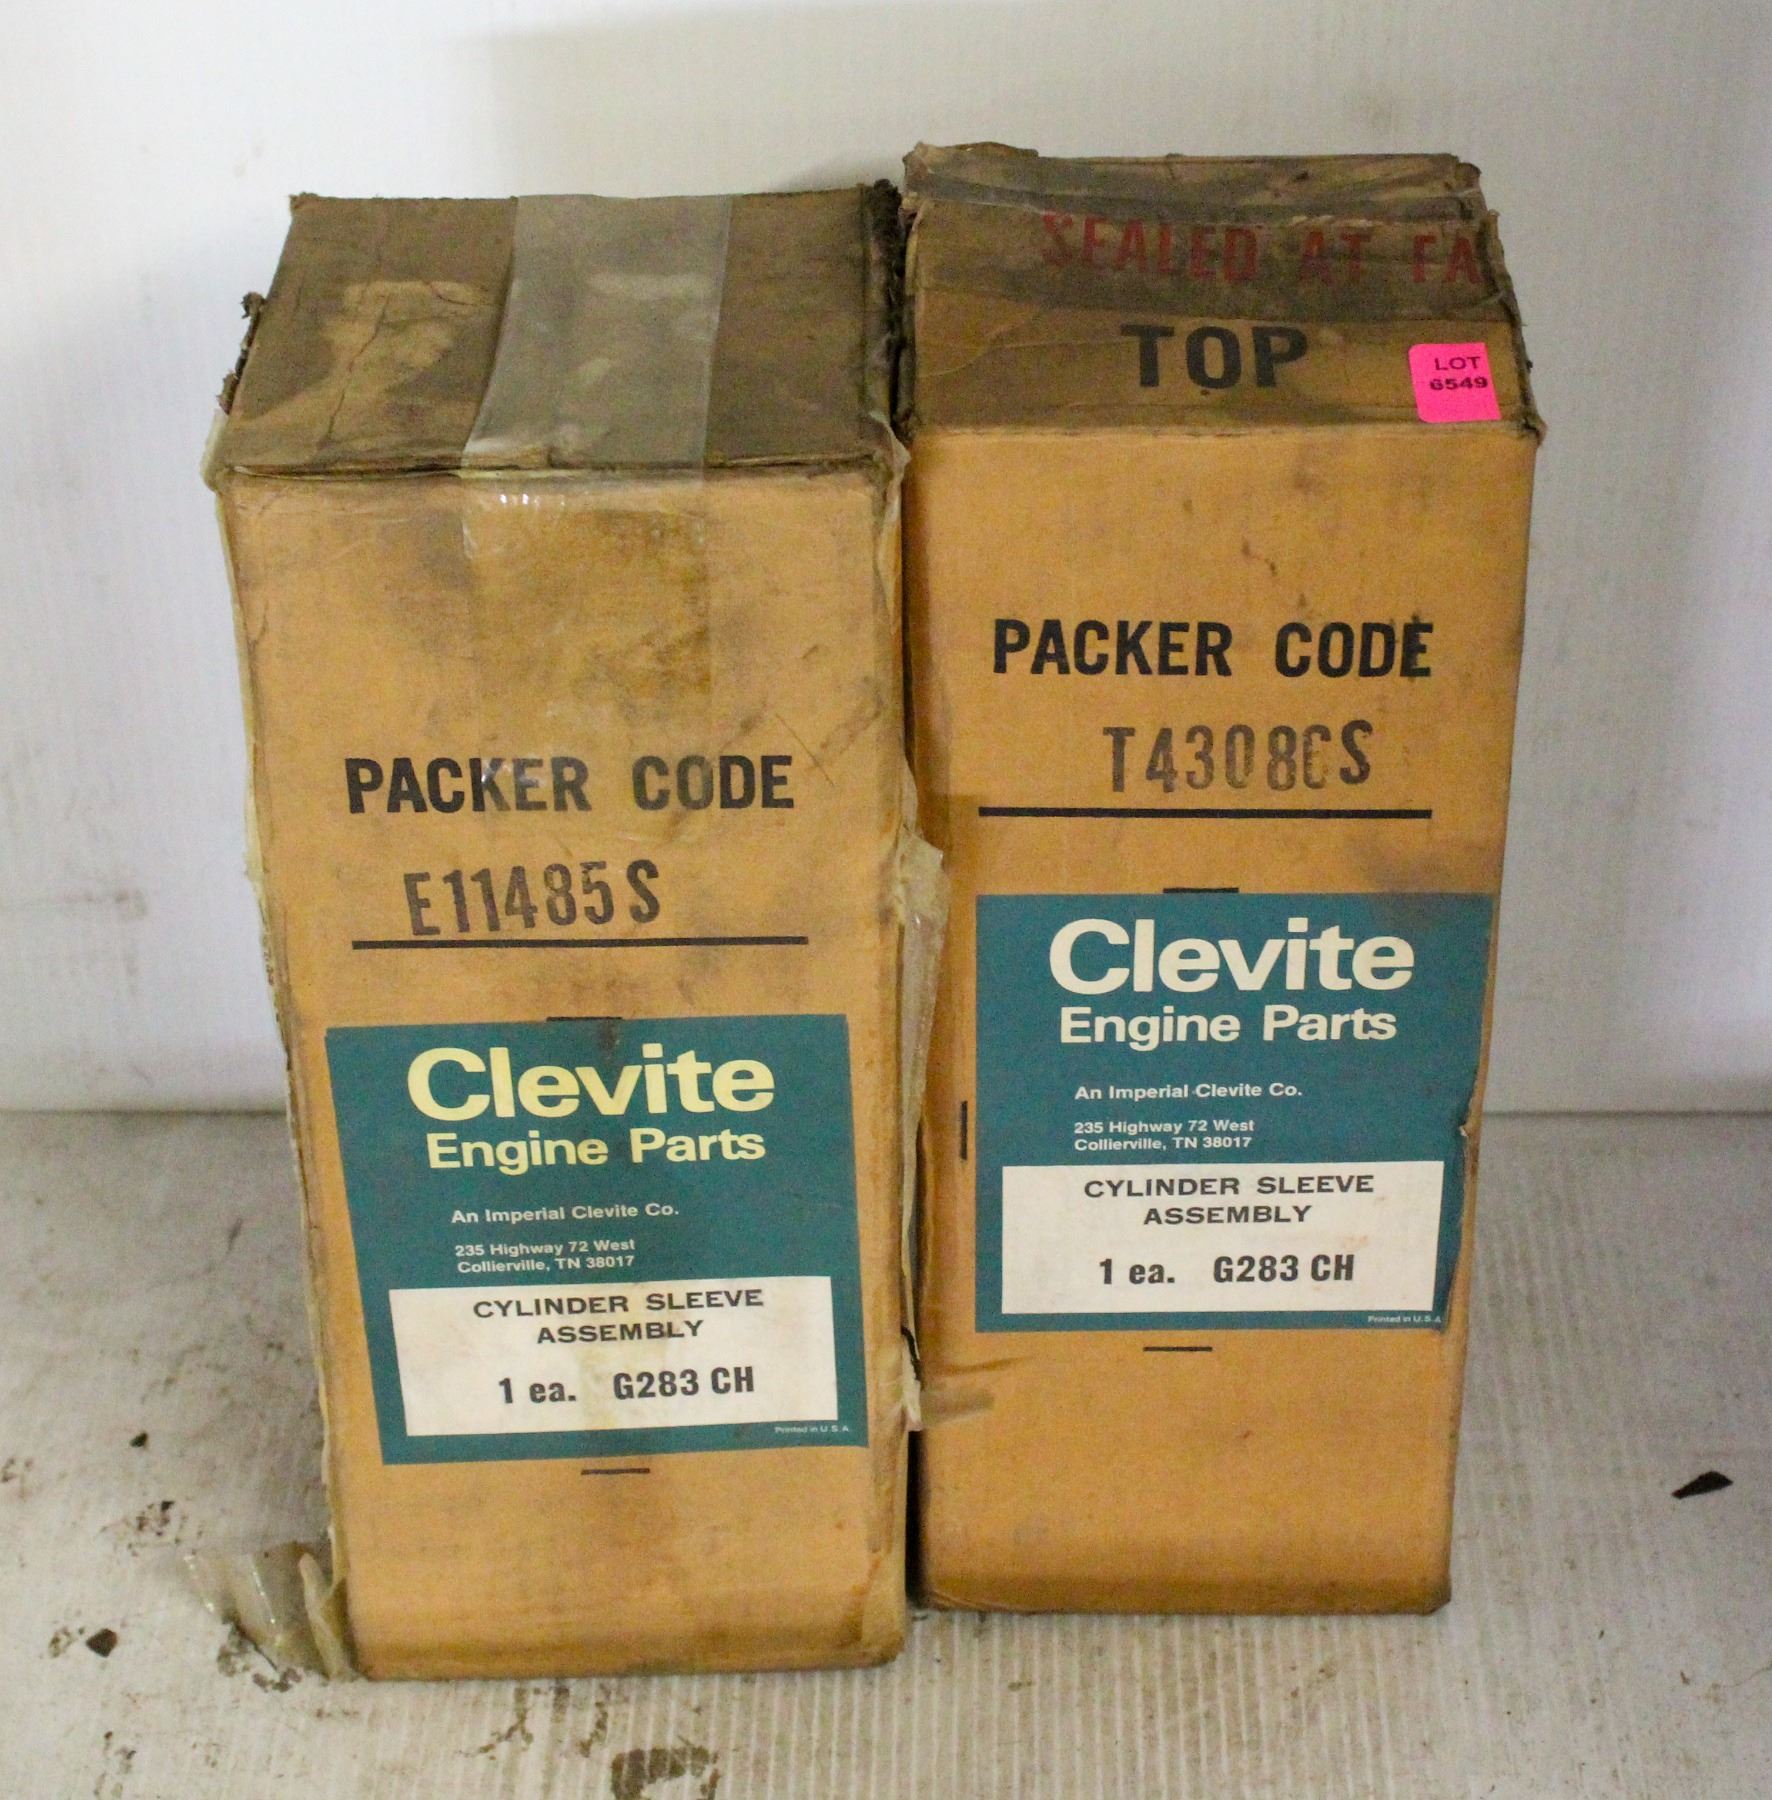 PACKER CODE
E11485S
Clevite
Engine Parts
An Imperial Clevite Co.
235 Highway 72 West
Collierville, TN 38017
CYLINDER SLEEVE
ASSEMBLY
1 ea. G283 CH
Printed in U.S.A.
SEALED AT FA
TOP
LOT
6549
PACKER CODE
T43086S
Clevite
Engine Parts
An Imperial Clevite Co.
235 Highway 72 West
Collierville, TN 38017
CYLINDER SLEEVE
ASSEMBLY
1 ea. G283 CH
Printed in U.S.A